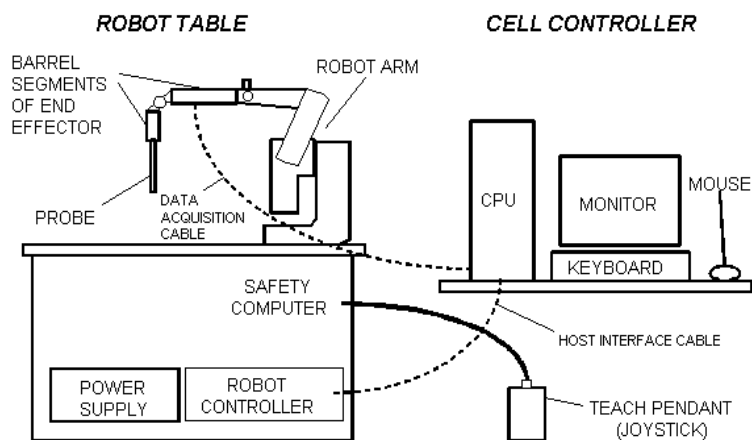 ROBOT TABLE
CELL CONTROLLER
BARREL
SEGMENTS
OF END
EFFECTOR
ROBOT ARM
PROBE
DATA
ACQUISITION
CABLE
CPU
MONITOR
MOUSE
KEYBOARD
SAFETY
COMPUTER
HOST INTERFACE CABLE
POWER
SUPPLY
ROBOT
CONTROLLER
TEACH PENDANT
(JOYSTICK)